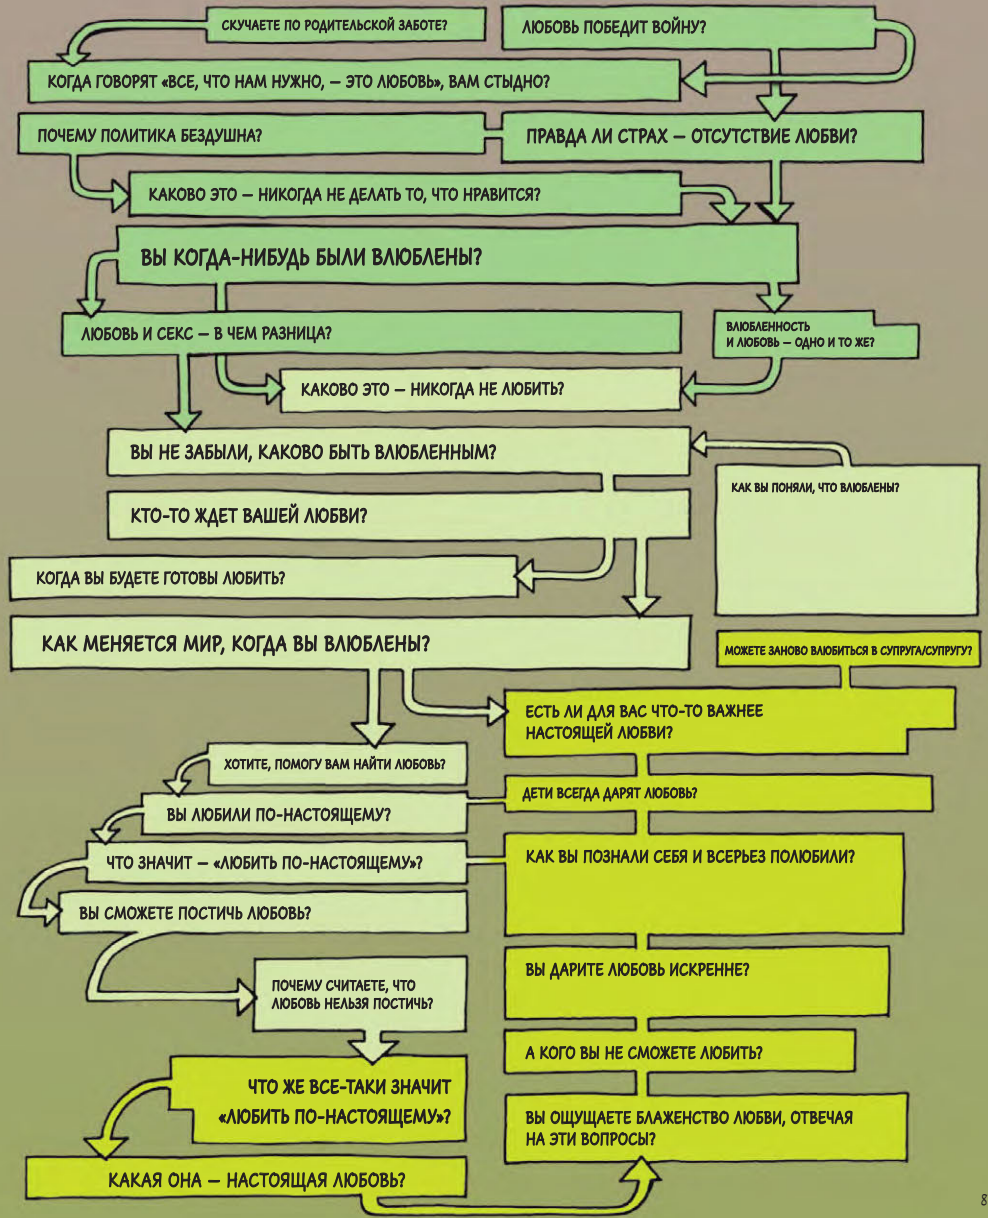 СКУЧАЕТЕ ПО РОДИТЕЛЬСКОЙ ЗАБОТЕ?
ЛЮБОВЬ ПОБЕДИТ ВОЙНУ?
КОГДА ГОВОРЯТ «ВСЕ, ЧТО НАМ НУЖНО, – ЭТО ЛЮБОВЬ», ВАМ СТЫДНО?
ПОЧЕМУ ПОЛИТИКА БЕЗДУШНА?
ПРАВДА ЛИ СТРАХ – ОТСУТСТВИЕ ЛЮБВИ?
КАКОВО ЭТО – НИКОГДА НЕ ДЕЛАТЬ ТО, ЧТО НРАВИТСЯ?
ВЫ КОГДА-НИБУДЬ БЫЛИ ВЛЮБЛЕНЫ?
ЛЮБОВЬ И СЕКС – В ЧЕМ РАЗНИЦА?
ВЛЮБЛЕННОСТЬ
И ЛЮБОВЬ – ОДНО И ТО ЖЕ?
КАКОВО ЭТО – НИКОГДА НЕ ЛЮБИТЬ?
ВЫ НЕ ЗАБЫЛИ, КАКОВО БЫТЬ ВЛЮБЛЕННЫМ?
КАК ВЫ ПОНЯЛИ, ЧТО ВЛЮБЛЕНЫ?
КТО-ТО ЖДЕТ ВАШЕЙ ЛЮБВИ?
КОГДА ВЫ БУДЕТЕ ГОТОВЫ ЛЮБИТЬ?
КАК МЕНЯЕТСЯ МИР, КОГДА ВЫ ВЛЮБЛЕНЫ?
МОЖЕТЕ ЗАНОВО ВЛЮБИТЬСЯ В СУПРУГА/СУПРУГУ?
ЕСТЬ ЛИ ДЛЯ ВАС ЧТО-ТО ВАЖНЕЕ
НАСТОЯЩЕЙ ЛЮБВИ?
ХОТИТЕ, ПОМОГУ ВАМ НАЙТИ ЛЮБОВЬ?
ДЕТИ ВСЕГДА ДАРЯТ ЛЮБОВЬ?
ВЫ ЛЮБИЛИ ПО-НАСТОЯЩЕМУ?
ЧТО ЗНАЧИТ – «ЛЮБИТЬ ПО-НАСТОЯЩЕМУ»?
КАК ВЫ ПОЗНАЛИ СЕБЯ И ВСЕРЬЕЗ ПОЛЮБИЛИ?
ВЫ СМОЖЕТЕ ПОСТИЧЬ ЛЮБОВЬ?
ВЫ ДАРИТЕ ЛЮБОВЬ ИСКРЕННЕ?
ПОЧЕМУ СЧИТАЕТЕ, ЧТО
ЛЮБОВЬ НЕЛЬЗЯ ПОСТИЧЬ?
А КОГО ВЫ НЕ СМОЖЕТЕ ЛЮБИТЬ?
ЧТО ЖЕ ВСЕ-ТАКИ ЗНАЧИТ
«ЛЮБИТЬ ПО-НАСТОЯЩЕМУ»?
ВЫ ОЩУЩАЕТЕ БЛАЖЕНСТВО ЛЮБВИ, ОТВЕЧАЯ
НА ЭТИ ВОПРОСЫ?
КАКАЯ ОНА – НАСТОЯЩАЯ ЛЮБОВЬ?
8